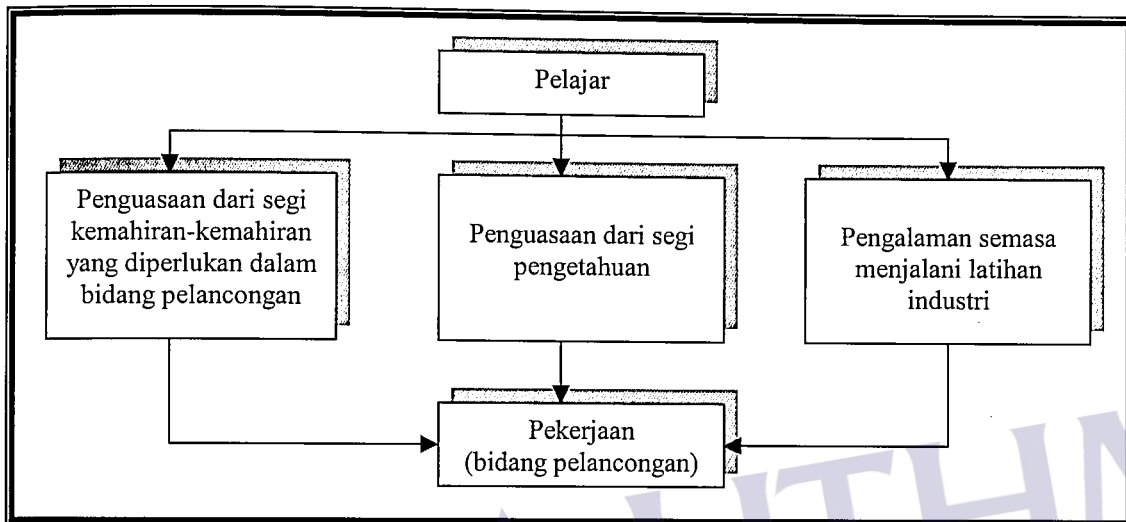 Pelajar
Penguasaan dari segi
kemahiran-kemahiran
yang diperlukan dalam
bidang pelancongan
Penguasaan dari segi
pengetahuan
Pengalaman semasa
menjalani latihan
industri
Pekerjaan
(bidang pelancongan)
UTHM